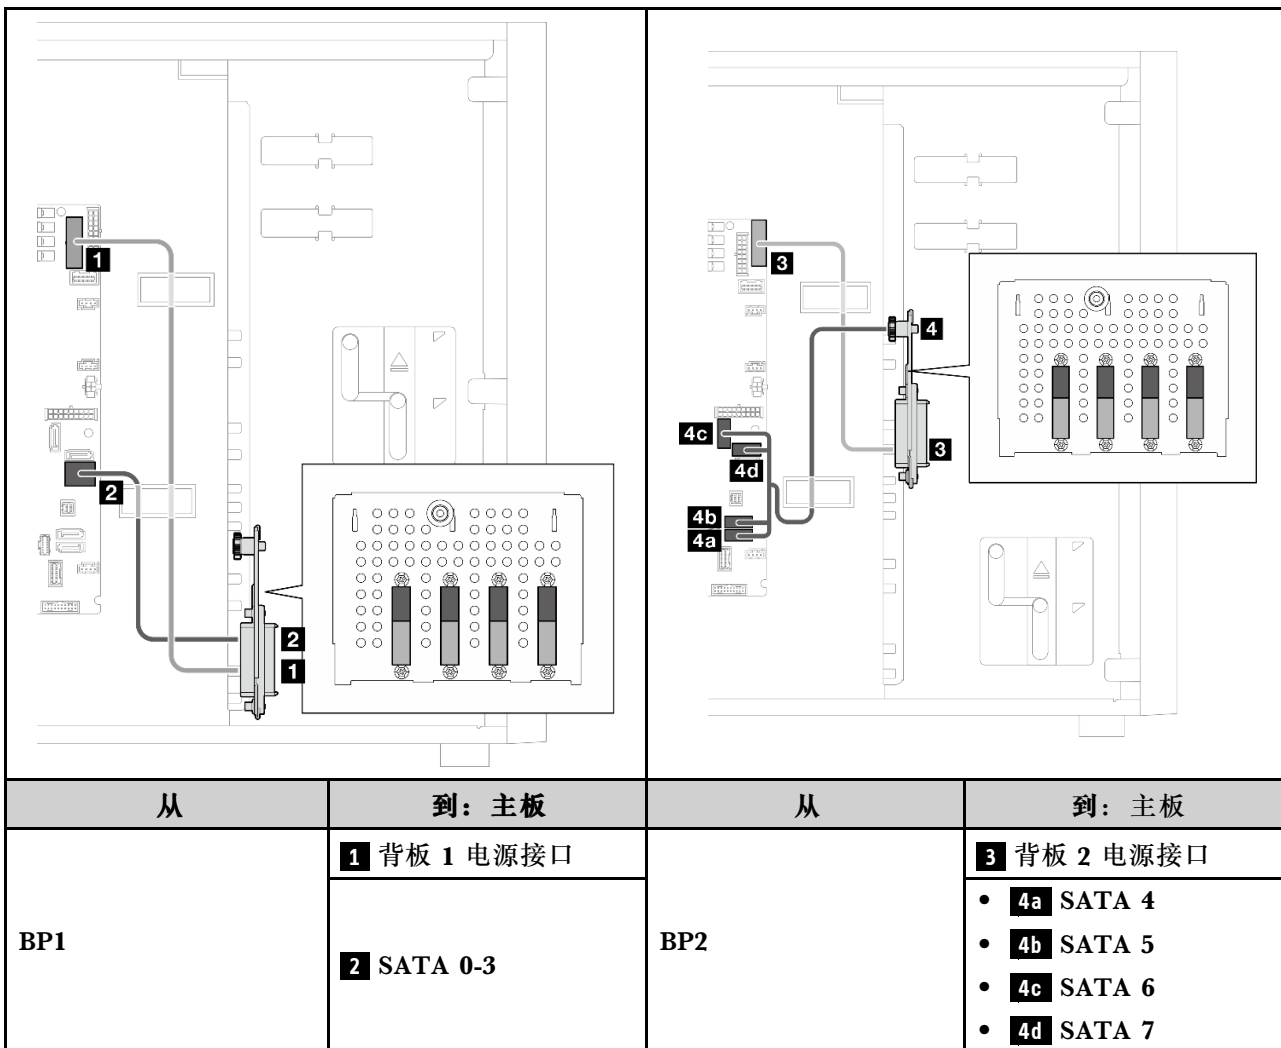 1
2
2
1
3
4
4c
4d
3
4b
4a
从 到：主板 从 到：主板
BP1
1 背板 1 电源接口
2 SATA 0-3
BP2
3 背板 2 电源接口
• 4a SATA 4
• 4b SATA 5
• 4c SATA 6
• 4d SATA 7